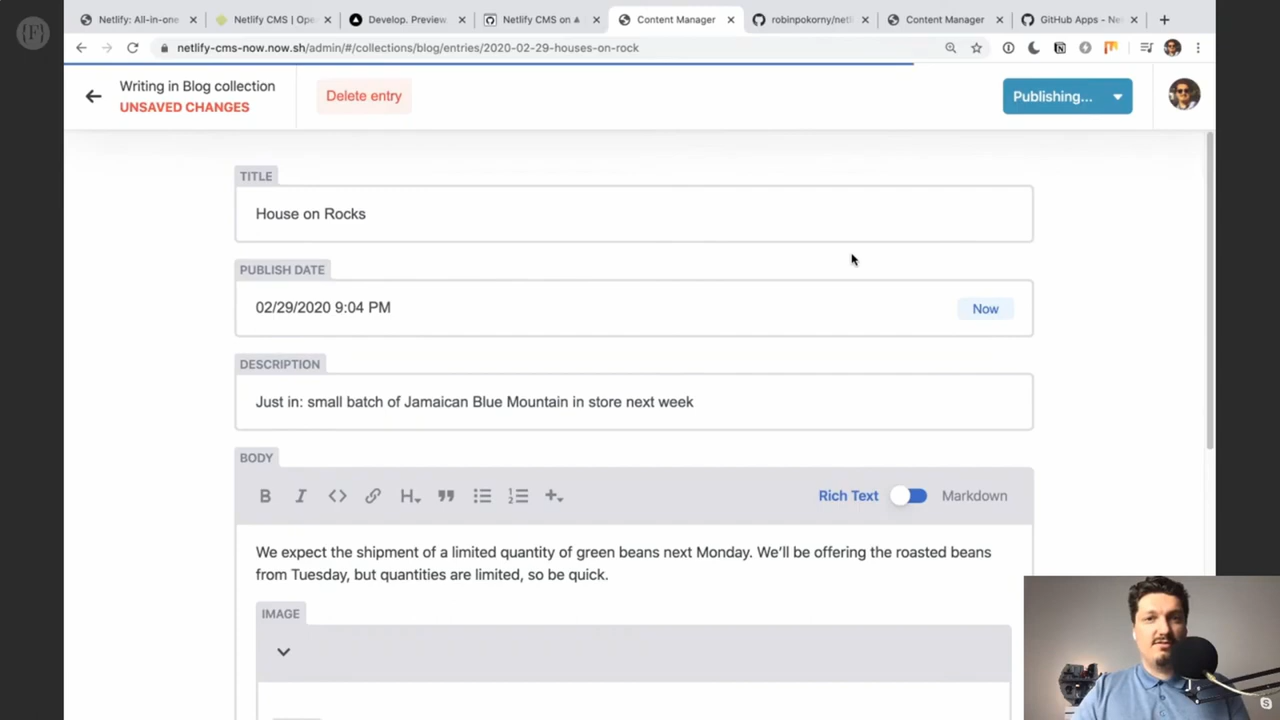 Netlify: All-in-one
Netlify CMS | Ope
Develop. Preview.
Netlify CMS on
Content Manager
robinpokorny/netl
Content Manager
GitHub Apps - Ne
netlify-cms-now.now.sh/admin/#/collections/blog/entries/2020-02-29-houses-on-rock
Writing in Blog collection
UNSAVED CHANGES
Delete entry
Publishing...
TITLE
House on Rocks
PUBLISH DATE
02/29/2020 9:04 PM
Now
DESCRIPTION
Just in: small batch of Jamaican Blue Mountain in store next week
BODY
Rich Text
Markdown
We expect the shipment of a limited quantity of green beans next Monday. We’ll be offering the roasted beans
from Tuesday, but quantities are limited, so be quick.
IMAGE